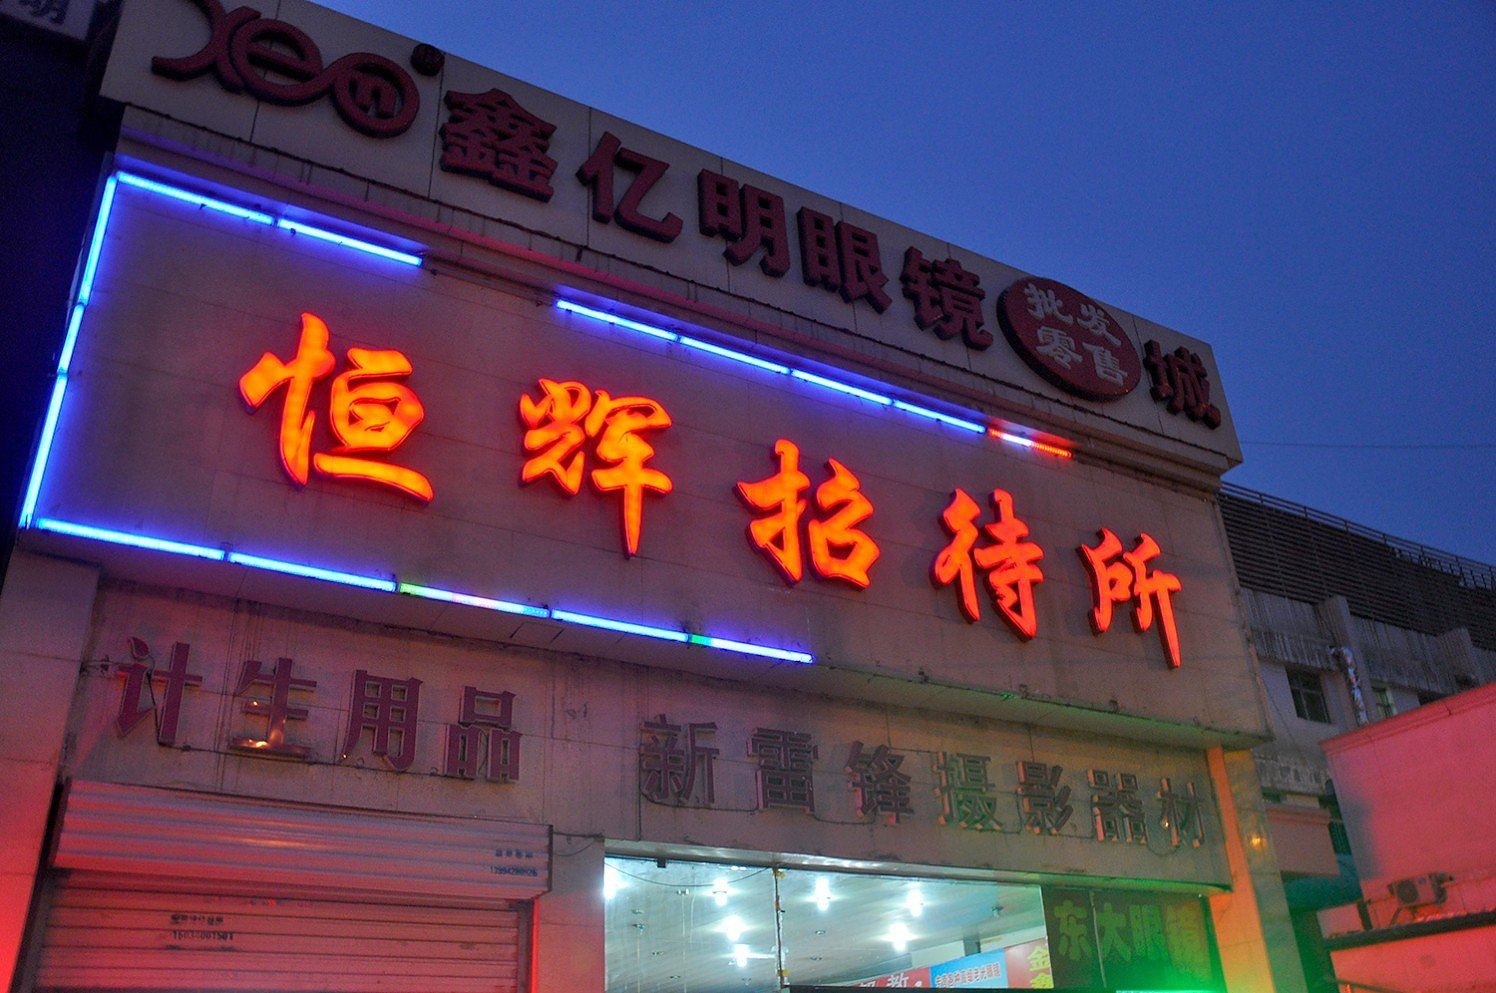 Xen®
鑫亿明眼镜城
批发
零售
恒辉招待所
计生用品
新雷锋摄影器材
东大眼镜